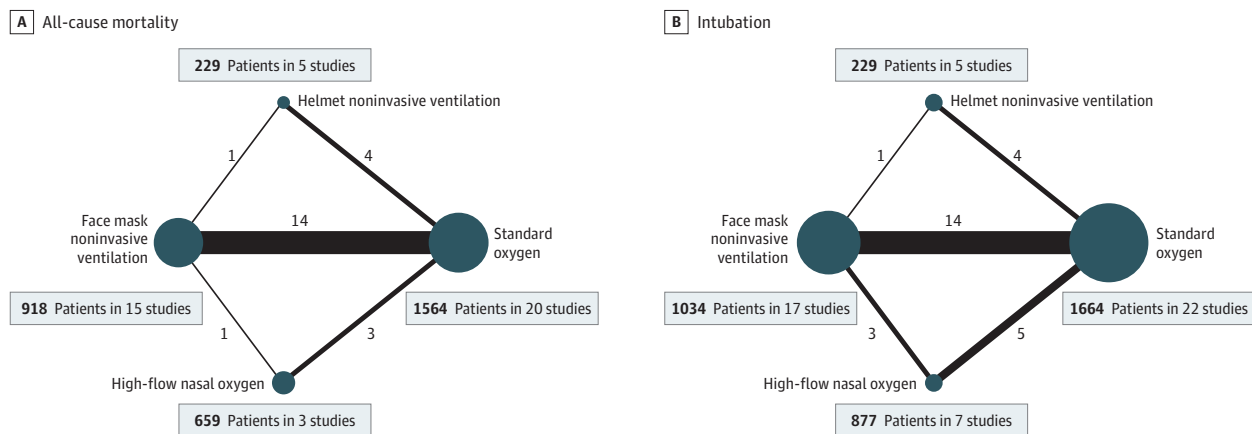 A All-cause mortality
229 Patients in 5 studies
Helmet noninvasive ventilation
1
4
Face mask
noninvasive
ventilation
14
Standard
oxygen
918 Patients in 15 studies
1564 Patients in 20 studies
1
3
High-flow nasal oxygen
659 Patients in 3 studies
B Intubation
229 Patients in 5 studies
Helmet noninvasive ventilation
1
4
Face mask
noninvasive
ventilation
14
Standard
oxygen
1034 Patients in 17 studies
1664 Patients in 22 studies
3
5
High-flow nasal oxygen
877 Patients in 7 studies